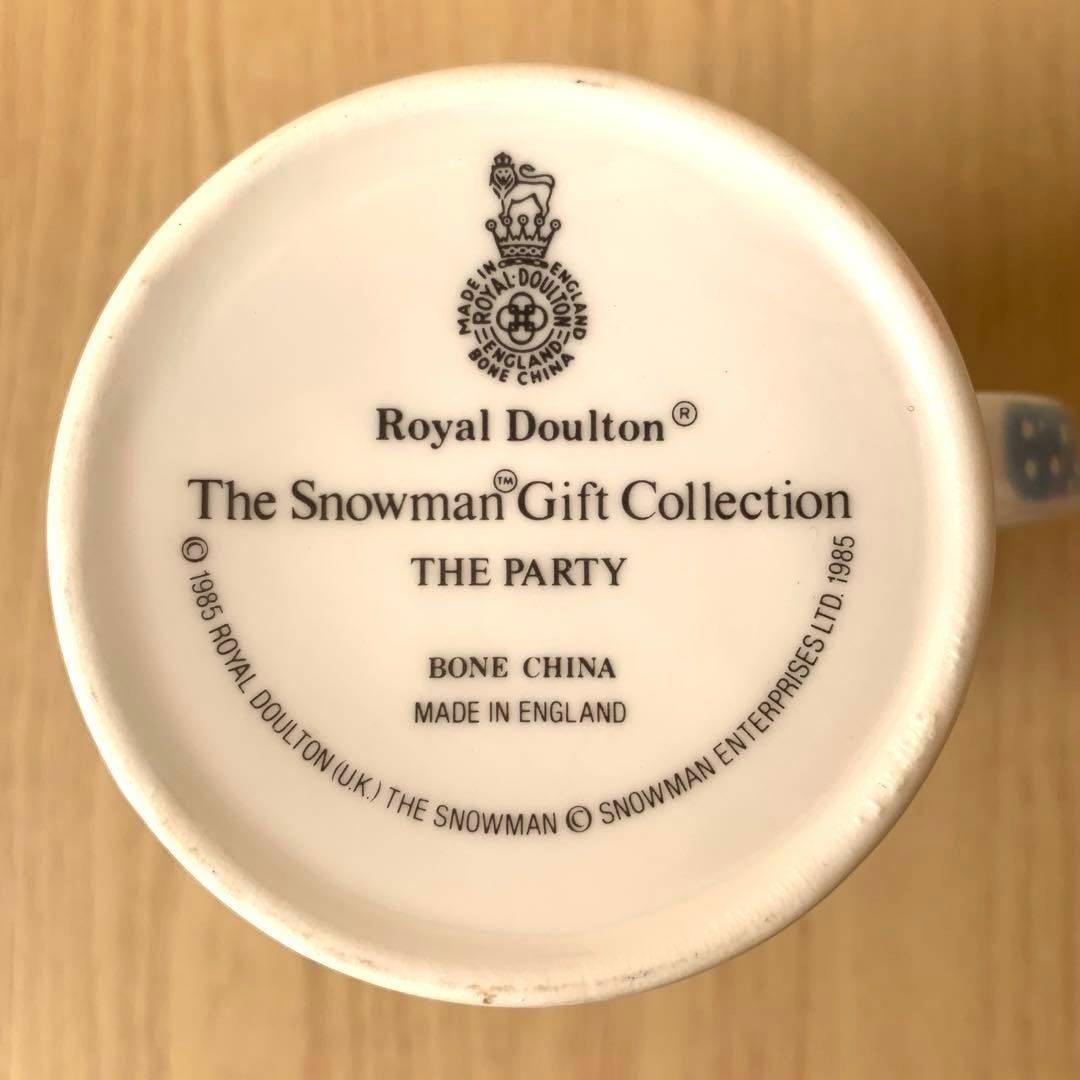 MADE IN ENGLAND
ROYAL·DOULTON
ENGLAND
BONE CHINA
Royal Doulton®
The Snowman™ Gift Collection
THE PARTY
BONE CHINA
MADE IN ENGLAND
© 1985 ROYAL DOULTON (U.K.) THE SNOWMAN © SNOWMAN ENTERPRISES LTD. 1985